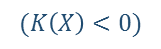 (K(X) < 0)